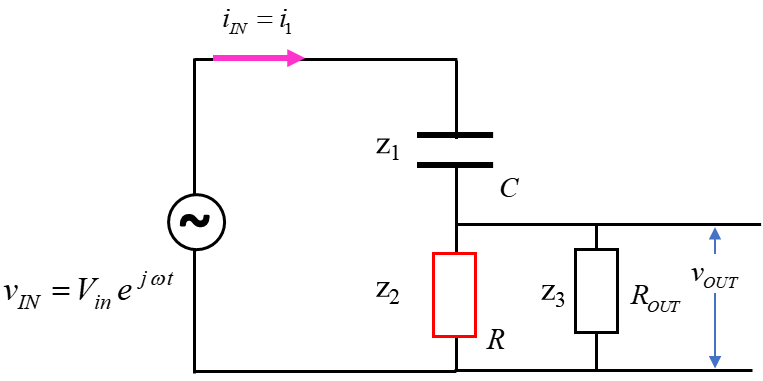 i_IN = i_1
z_1
C
~
v_IN = V_in e^{jωt}
z_2
R
z_3
R_OUT
v_OUT